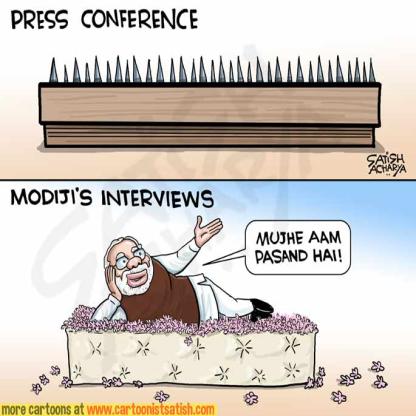 PRESS CONFERENCE
SATISH
ACHARYA
MODIJI'S INTERVIEWS
MUJHE AAM
PASAND HAI!
more cartoons at www.cartoonistsatish.com